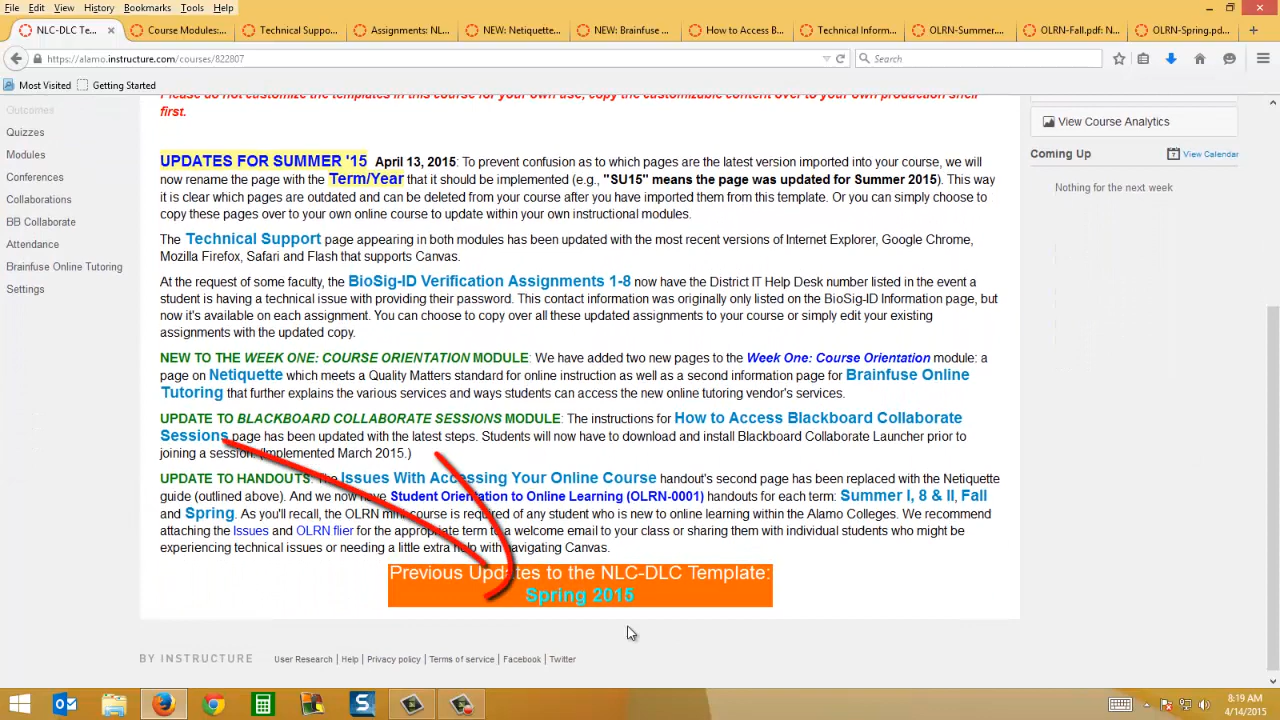 File Edit View History Bookmarks Tools Help
NLC-DLC Te... × Course Modules:... Technical Suppo... Assignments: NL... NEW: Netiquette... NEW: Brainfuse ... How to Access B... Technical Inform... OLRN-Summer.... OLRN-Fall.pdf: N... OLRN-Spring.pd...
https://alamo.instructure.com/courses/822807 Search
Most Visited Getting Started
Please do not customize the templates in this course for your own use, copy the customizable content over to your own production shell
first.
Outcomes
Quizzes
Modules
Conferences
Collaborations
BB Collaborate
Attendance
Brainfuse Online Tutoring
Settings
UPDATES FOR SUMMER '15 April 13, 2015: To prevent confusion as to which pages are the latest version imported into your course, we will
now rename the page with the Term/Year that it should be implemented (e.g., "SU15" means the page was updated for Summer 2015). This way
it is clear which pages are outdated and can be deleted from your course after you have imported them from this template. Or you can simply choose to
copy these pages over to your own online course to update within your own instructional modules.
The Technical Support page appearing in both modules has been updated with the most recent versions of Internet Explorer, Google Chrome,
Mozilla Firefox, Safari and Flash that supports Canvas.
At the request of some faculty, the BioSig-ID Verification Assignments 1-8 now have the District IT Help Desk number listed in the event a
student is having a technical issue with providing their password. This contact information was originally only listed on the BioSig-ID Information page, but
now it's available on each assignment. You can choose to copy over all these updated assignments to your course or simply edit your existing
assignments with the updated copy.
NEW TO THE WEEK ONE: COURSE ORIENTATION MODULE: We have added two new pages to the Week One: Course Orientation module: a
page on Netiquette which meets a Quality Matters standard for online instruction as well as a second information page for Brainfuse Online
Tutoring that further explains the various services and ways students can access the new online tutoring vendor's services.
UPDATE TO BLACKBOARD COLLABORATE SESSIONS MODULE: The instructions for How to Access Blackboard Collaborate
Sessions page has been updated with the latest steps. Students will now have to download and install Blackboard Collaborate Launcher prior to
joining a session. (Implemented March 2015.)
UPDATE TO HANDOUTS: The Issues With Accessing Your Online Course handout's second page has been replaced with the Netiquette
guide (outlined above). And we now have Student Orientation to Online Learning (OLRN-0001) handouts for each term: Summer I, 8 & II, Fall
and Spring. As you'll recall, the OLRN mini-course is required of any student who is new to online learning within the Alamo Colleges. We recommend
attaching the Issues and OLRN flier for the appropriate term to a welcome email to your class or sharing them with individual students who might be
experiencing technical issues or needing a little extra help with navigating Canvas.
Previous Updates to the NLC-DLC Template:
Spring 2015
View Course Analytics
Coming Up View Calendar
Nothing for the next week
BY INSTRUCTURE User Research | Help | Privacy policy | Terms of service | Facebook | Twitter
8:19 AM
4/14/2015